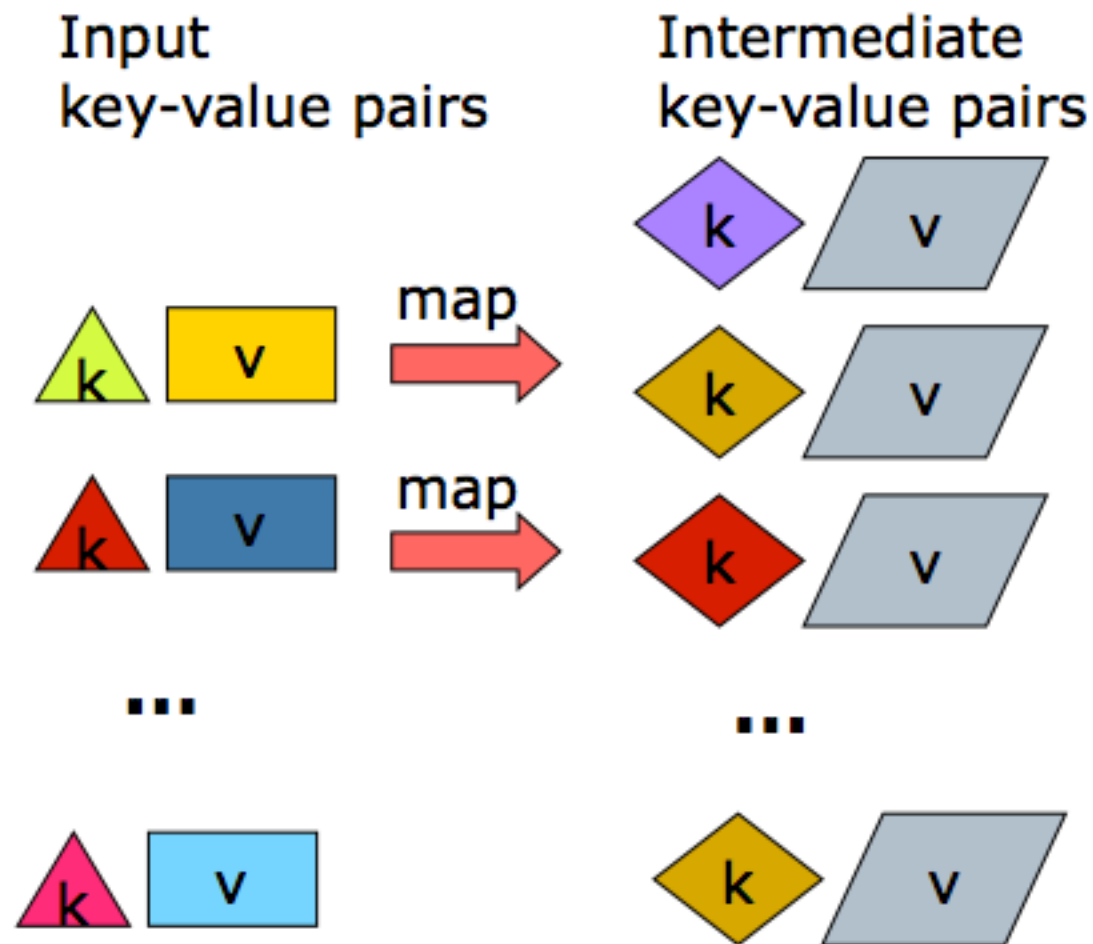 Input
key-value pairs
Intermediate
key-value pairs
k v
map
k v
k v
map
k v
k v
k v
...
...
k v
k v